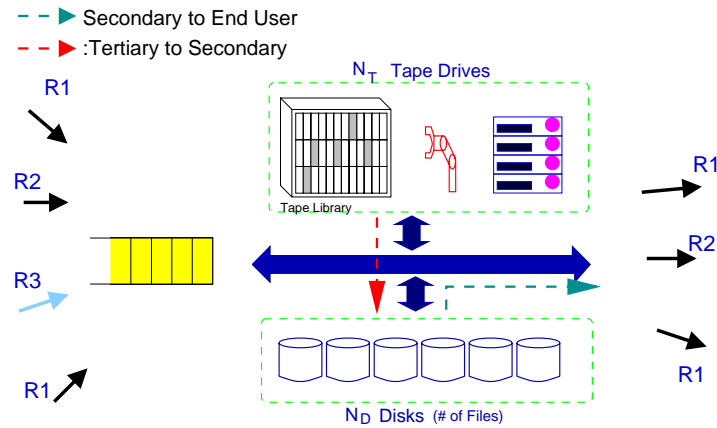 Secondary to End User
:Tertiary to Secondary
N_T Tape Drives
R1
R2
R3
R1
Tape Library
R1
R2
R1
N_D Disks (# of Files)